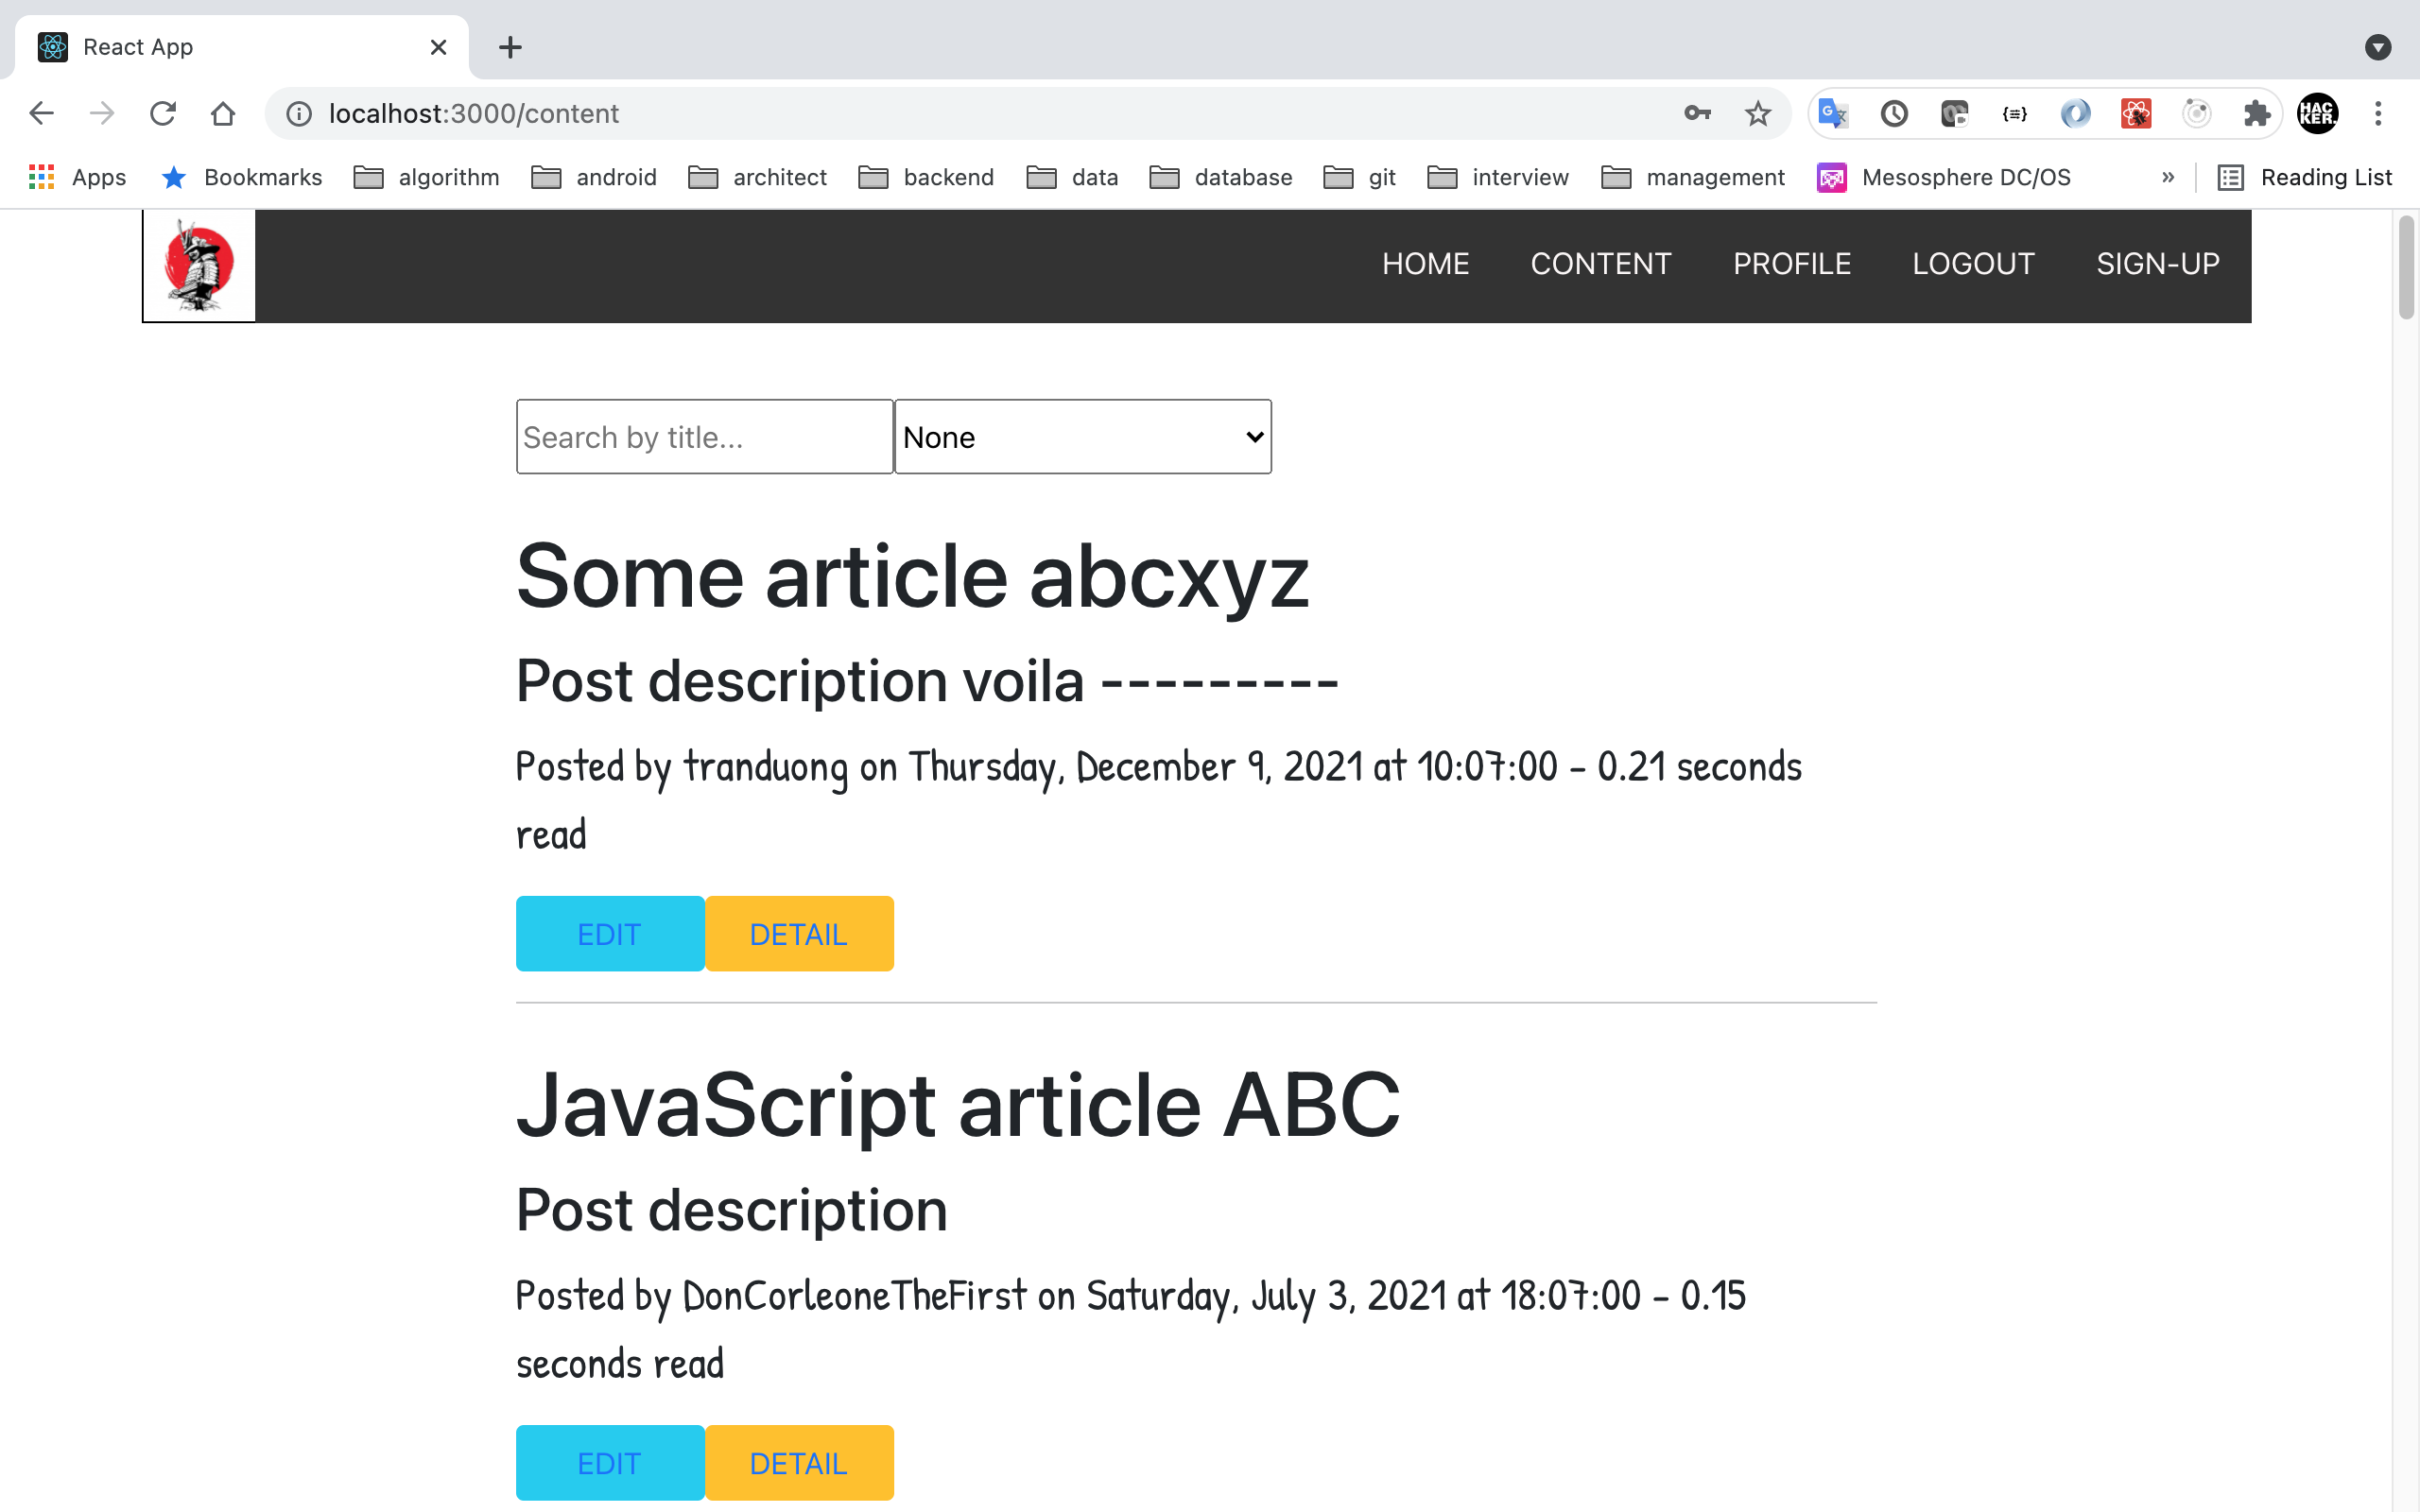 React App
localhost:3000/content
HACKER.
Apps Bookmarks algorithm android architect backend data database git interview management Mesosphere DC/OS » Reading List
HOME CONTENT PROFILE LOGOUT SIGN-UP
Search by title... None
Some article abcxyz
Post description voila ---------
Posted by tranduong on Thursday, December 9, 2021 at 10:07:00 - 0.21 seconds
read
EDIT DETAIL
JavaScript article ABC
Post description
Posted by DonCorleoneTheFirst on Saturday, July 3, 2021 at 18:07:00 - 0.15
seconds read
EDIT DETAIL